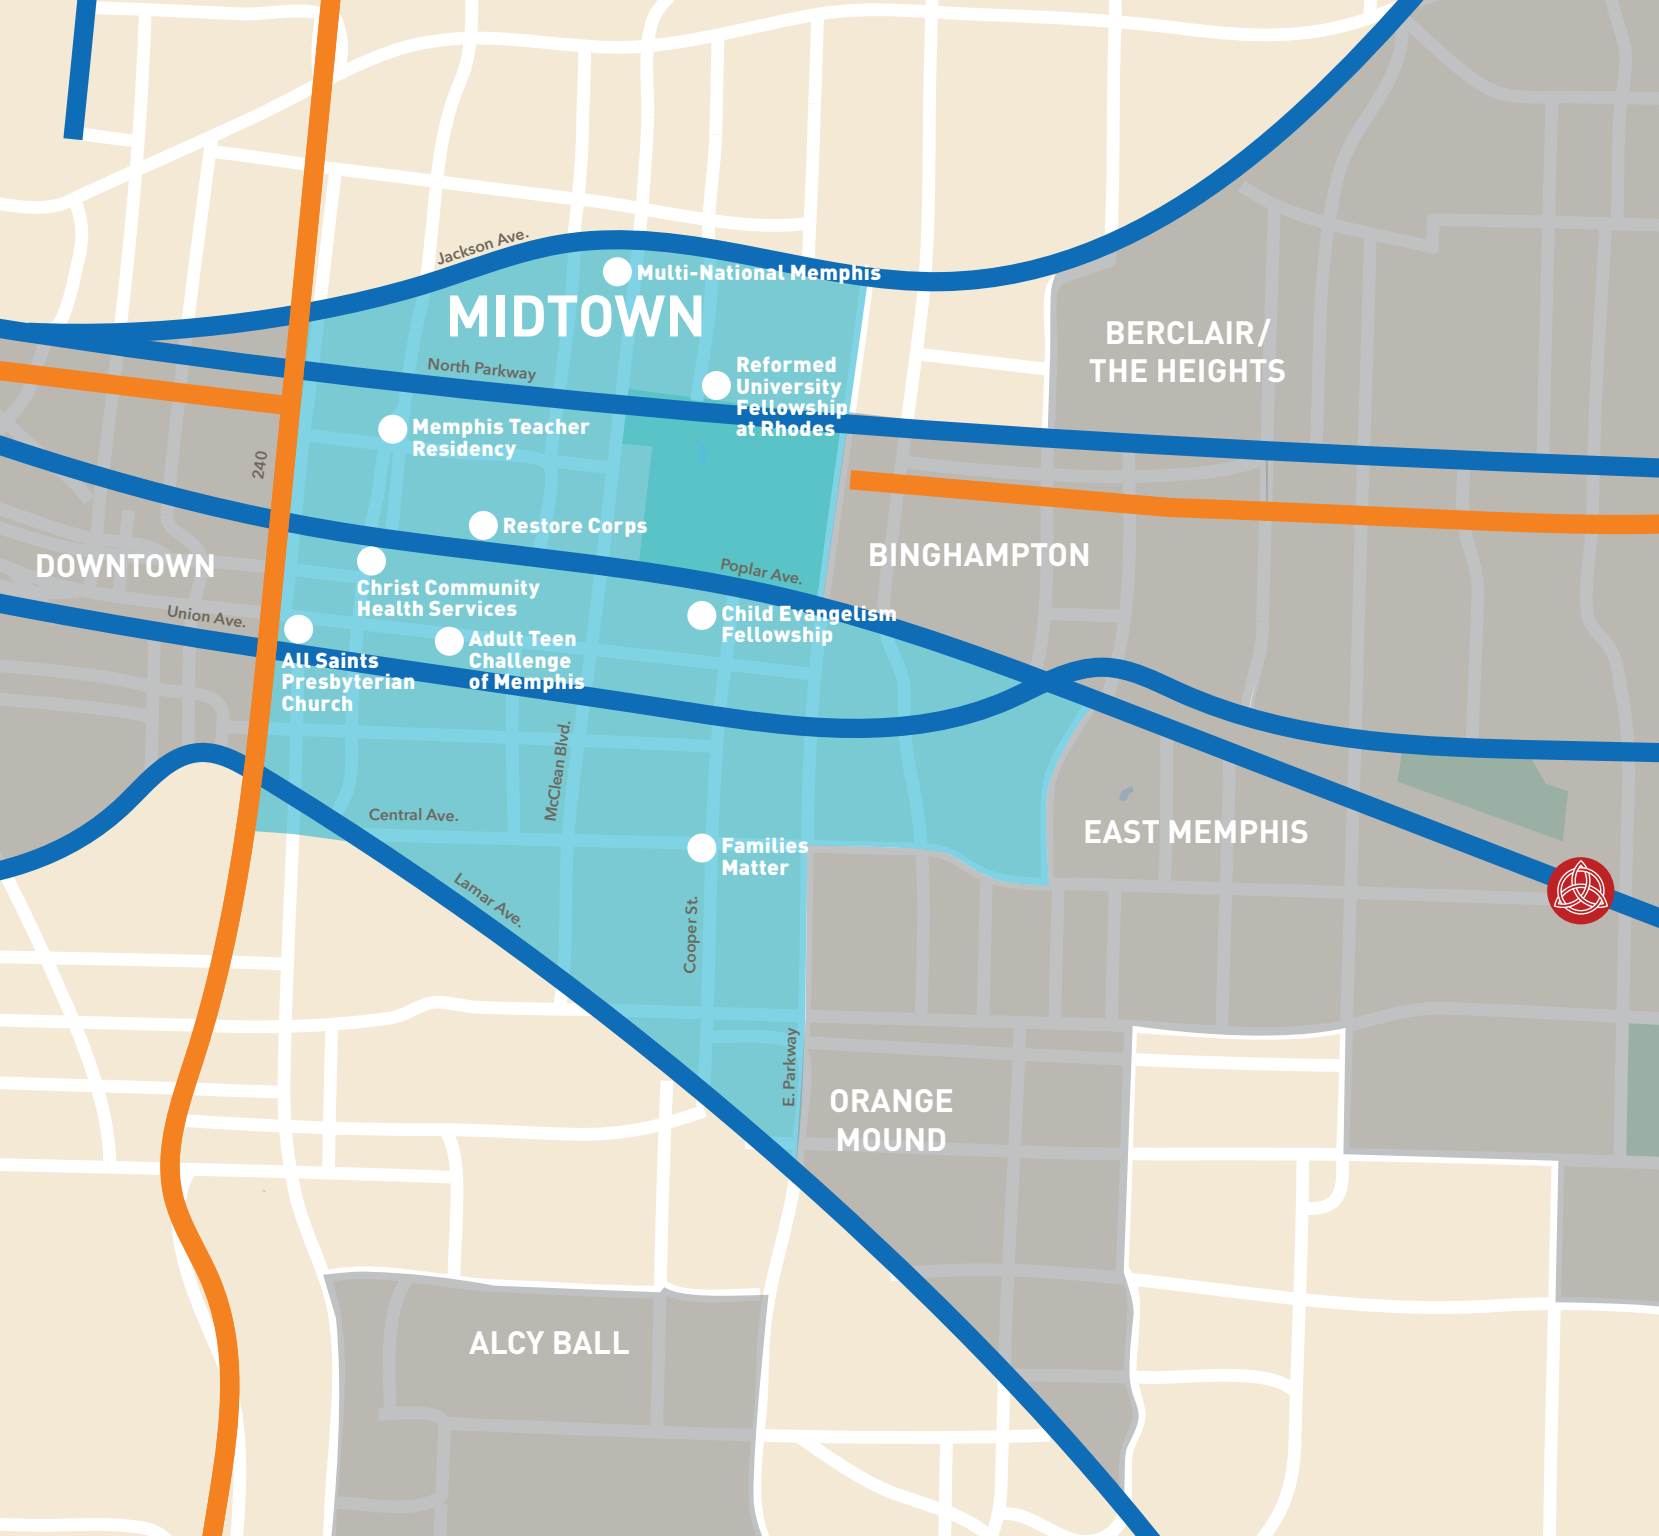 Jackson Ave.
Multi-National Memphis
MIDTOWN
BERCLAIR/
THE HEIGHTS
North Parkway
Reformed
University
Fellowship
at Rhodes
Memphis Teacher
Residency
240
Restore Corps
DOWNTOWN
BINGHAMPTON
Poplar Ave.
Christ Community
Health Services
Union Ave.
Child Evangelism
Fellowship
Adult Teen
Challenge
of Memphis
All Saints
Presbyterian
Church
McClean Blvd.
Central Ave.
EAST MEMPHIS
Families
Matter
Lamar Ave.
Cooper St.
E. Parkway
ORANGE
MOUND
ALCY BALL